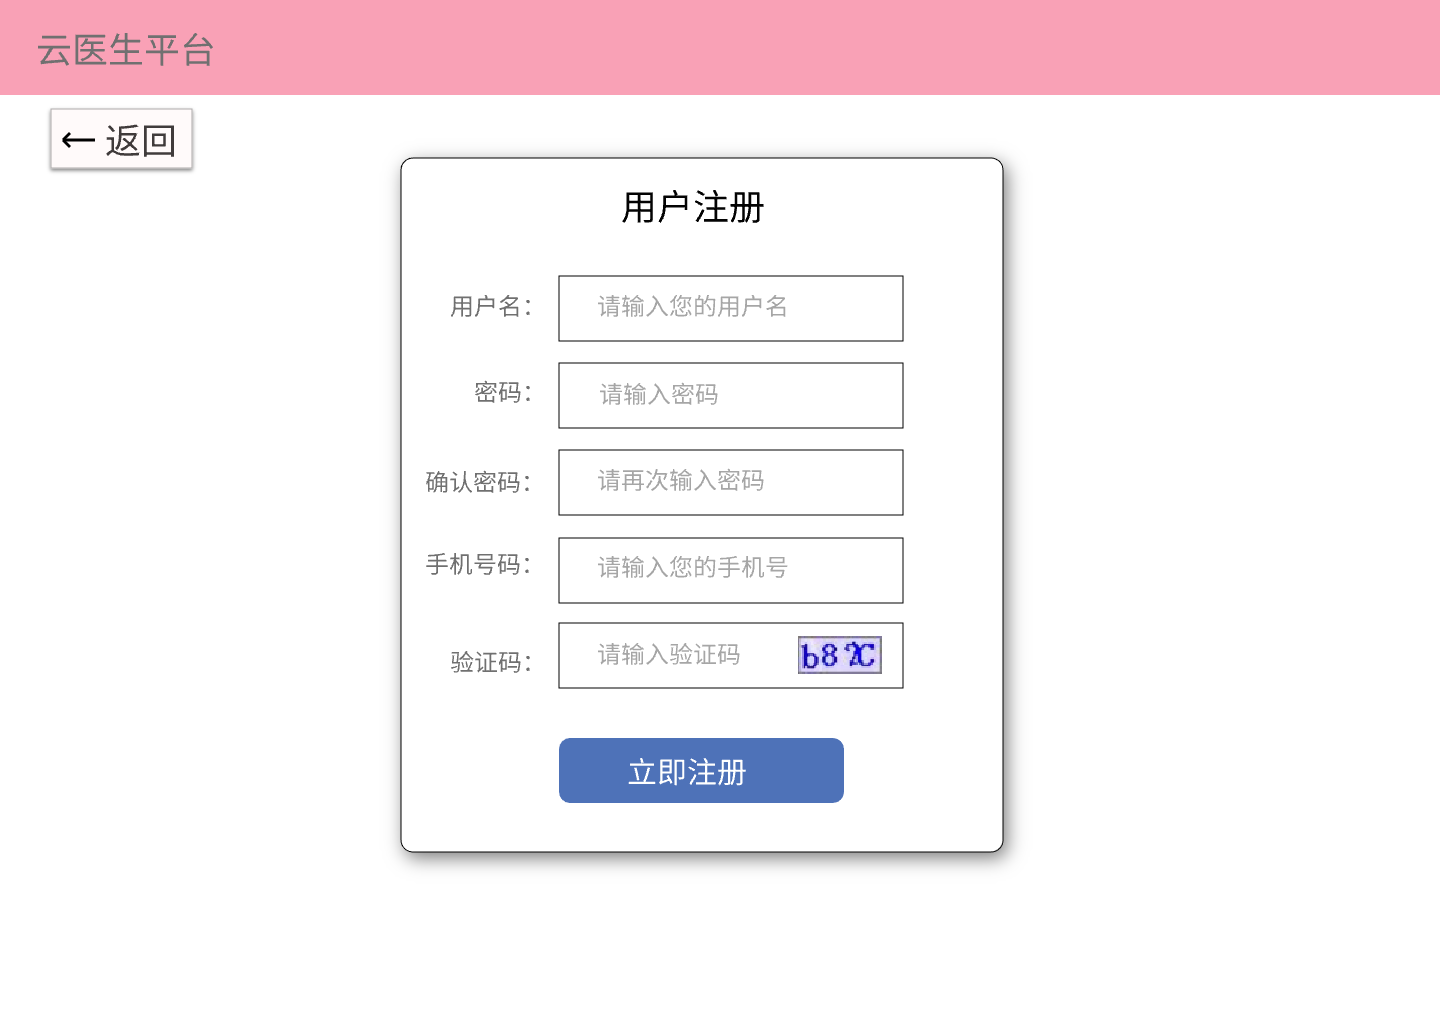 云医生平台
← 返回
用户注册
用户名： 请输入您的用户名
密码： 请输入密码
确认密码： 请再次输入密码
手机号码： 请输入您的手机号
验证码： 请输入验证码
立即注册